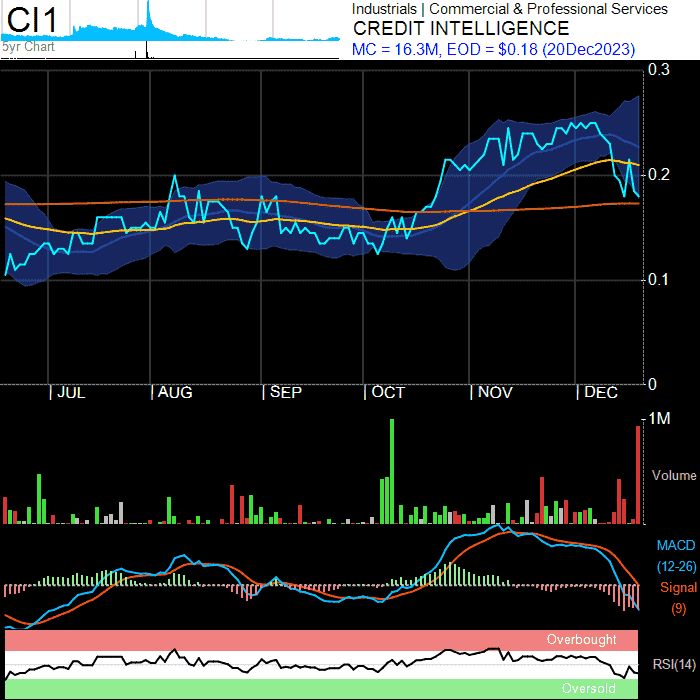 CI1
5yr Chart
Industrials | Commercial & Professional Services
CREDIT INTELLIGENCE
MC = 16.3M, EOD = $0.18 (20Dec2023)
0.3
0.2
0.1
0
JUL
AUG
SEP
OCT
NOV
DEC
1M
Volume
MACD
(12-26)
Signal
(9)
Overbought
RSI(14)
Oversold